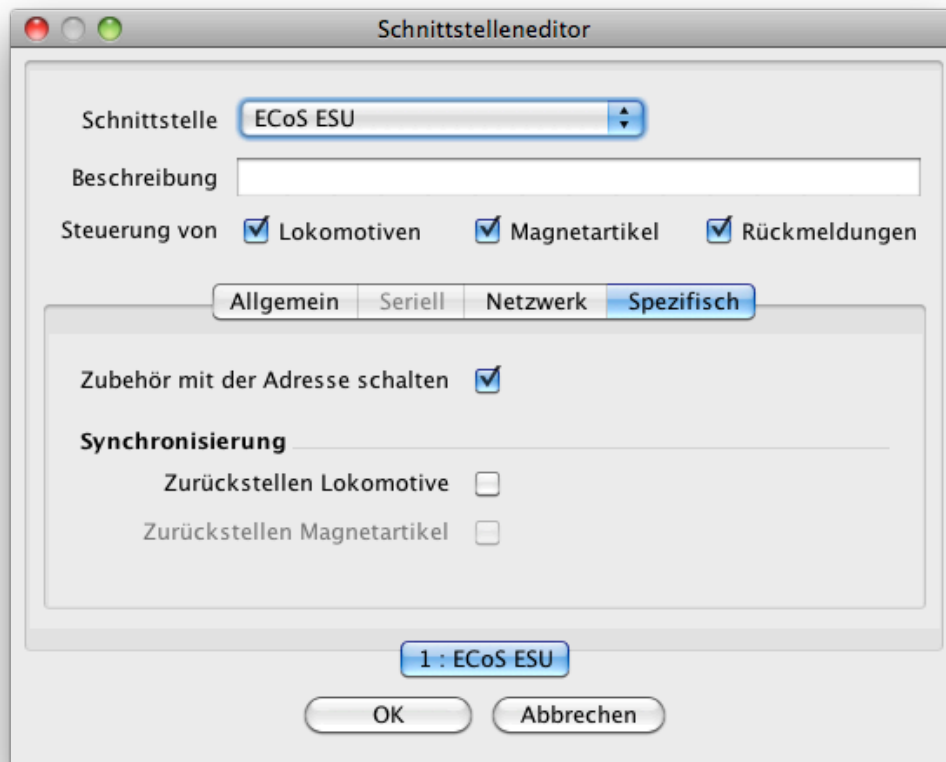 Schnittstelleneditor
Schnittstelle ECoS ESU
Beschreibung
Steuerung von Lokomotiven Magnetartikel Rückmeldungen
Allgemein Seriell Netzwerk Spezifisch
Zubehör mit der Adresse schalten
Synchronisierung
Zurückstellen Lokomotive
Zurückstellen Magnetartikel
1 : ECoS ESU
OK Abbrechen